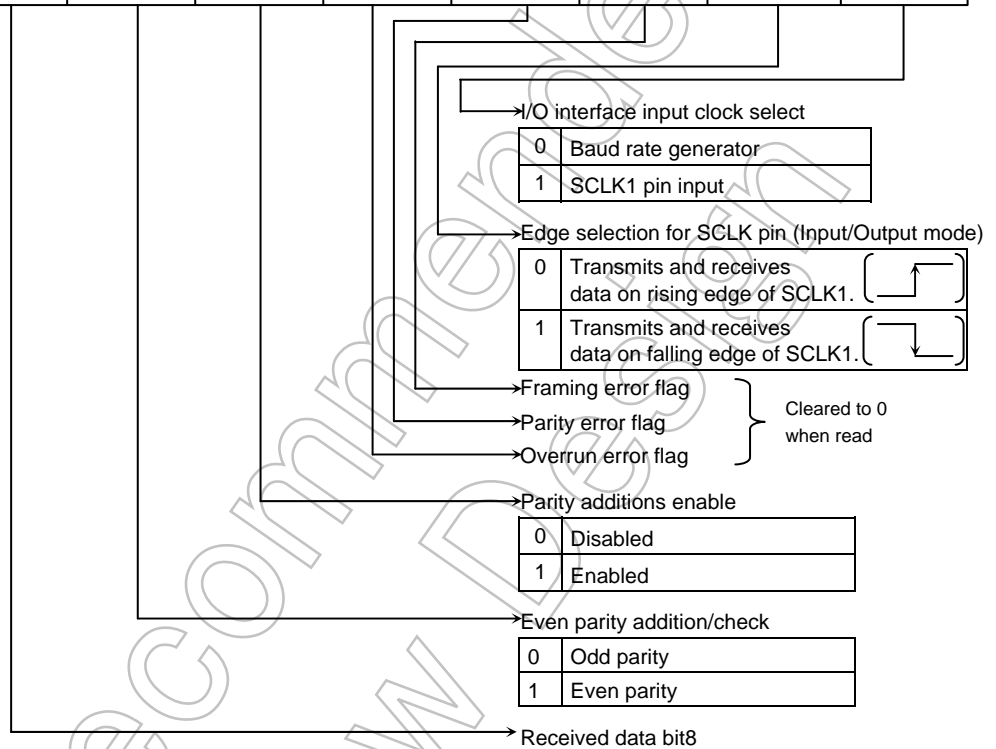 I/O interface input clock select
0 Baud rate generator
1 SCLK1 pin input
Edge selection for SCLK pin (Input/Output mode)
0 Transmits and receives
data on rising edge of SCLK1.
1 Transmits and receives
data on falling edge of SCLK1.
Framing error flag
Parity error flag
Overrun error flag
Cleared to 0
when read
Parity additions enable
0 Disabled
1 Enabled
Even parity addition/check
0 Odd parity
1 Even parity
Received data bit8
ecommende
w Design